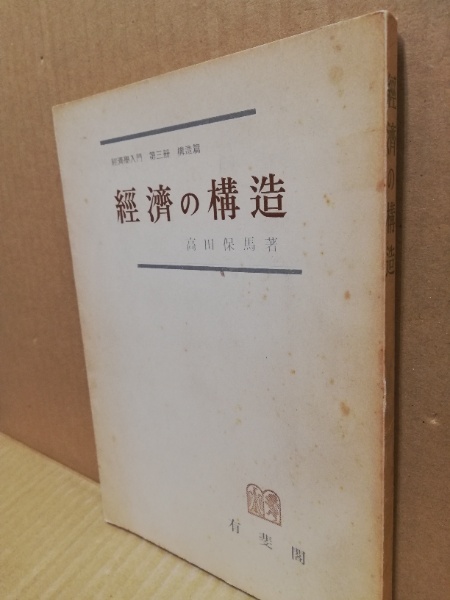 經濟學入門 第三册 構造篇
經濟の構造
高田保馬著
有斐閣
經濟の構造